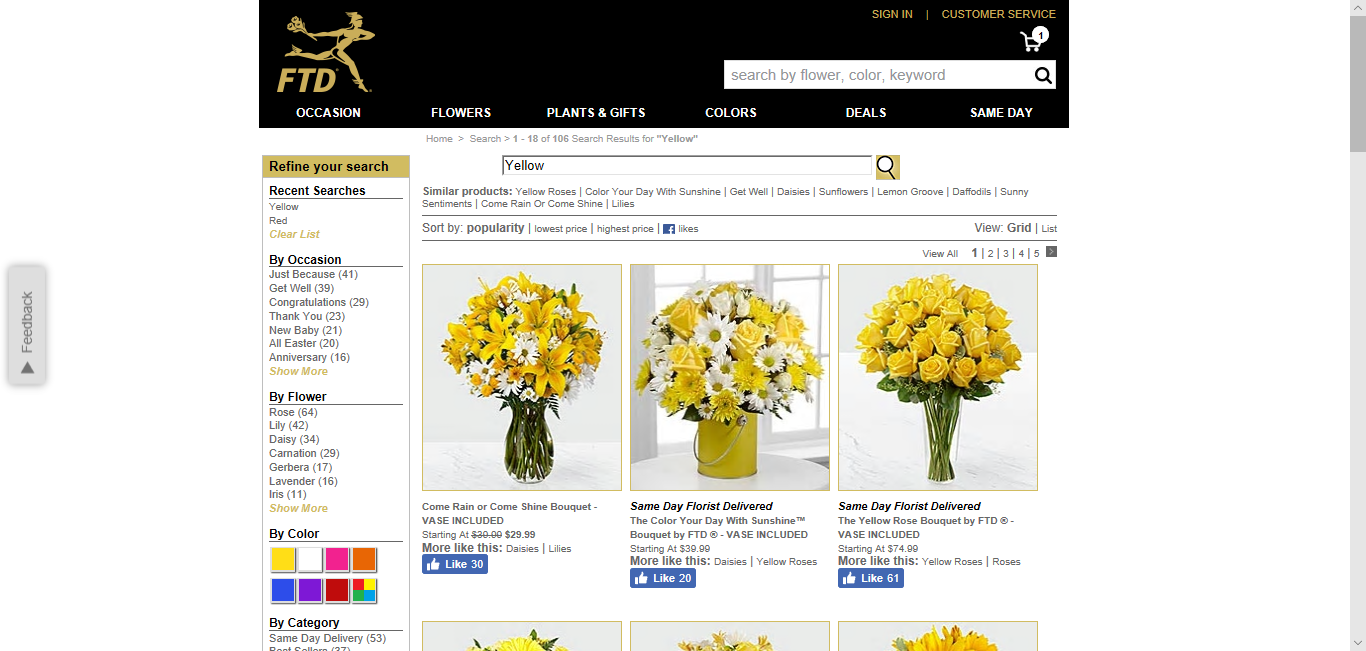 SIGN IN | CUSTOMER SERVICE
1
FTD
search by flower, color, keyword
OCCASION FLOWERS PLANTS & GIFTS COLORS DEALS SAME DAY
Home > Search > 1 - 18 of 106 Search Results for "Yellow"
Refine your search
Recent Searches
Yellow
Red
Clear List
By Occasion
Just Because (41)
Get Well (39)
Congratulations (29)
Thank You (23)
New Baby (21)
All Easter (20)
Anniversary (16)
Show More
By Flower
Rose (64)
Lily (42)
Daisy (34)
Carnation (29)
Gerbera (17)
Lavender (16)
Iris (11)
Show More
By Color
By Category
Same Day Delivery (53)
Best Sellers (37)
Feedback
Yellow
Similar products: Yellow Roses | Color Your Day With Sunshine | Get Well | Daisies | Sunflowers | Lemon Groove | Daffodils | Sunny
Sentiments | Come Rain Or Come Shine | Lilies
Sort by: popularity | lowest price | highest price | f likes
View: Grid | List
View All 1 | 2 | 3 | 4 | 5 >
Come Rain or Come Shine Bouquet -
VASE INCLUDED
Starting At $39.99 $29.99
More like this: Daisies | Lilies
Like 30
Same Day Florist Delivered
The Color Your Day With Sunshine™
Bouquet by FTD ® - VASE INCLUDED
Starting At $39.99
More like this: Daisies | Yellow Roses
Like 20
Same Day Florist Delivered
The Yellow Rose Bouquet by FTD ® -
VASE INCLUDED
Starting At $74.99
More like this: Yellow Roses | Roses
Like 61